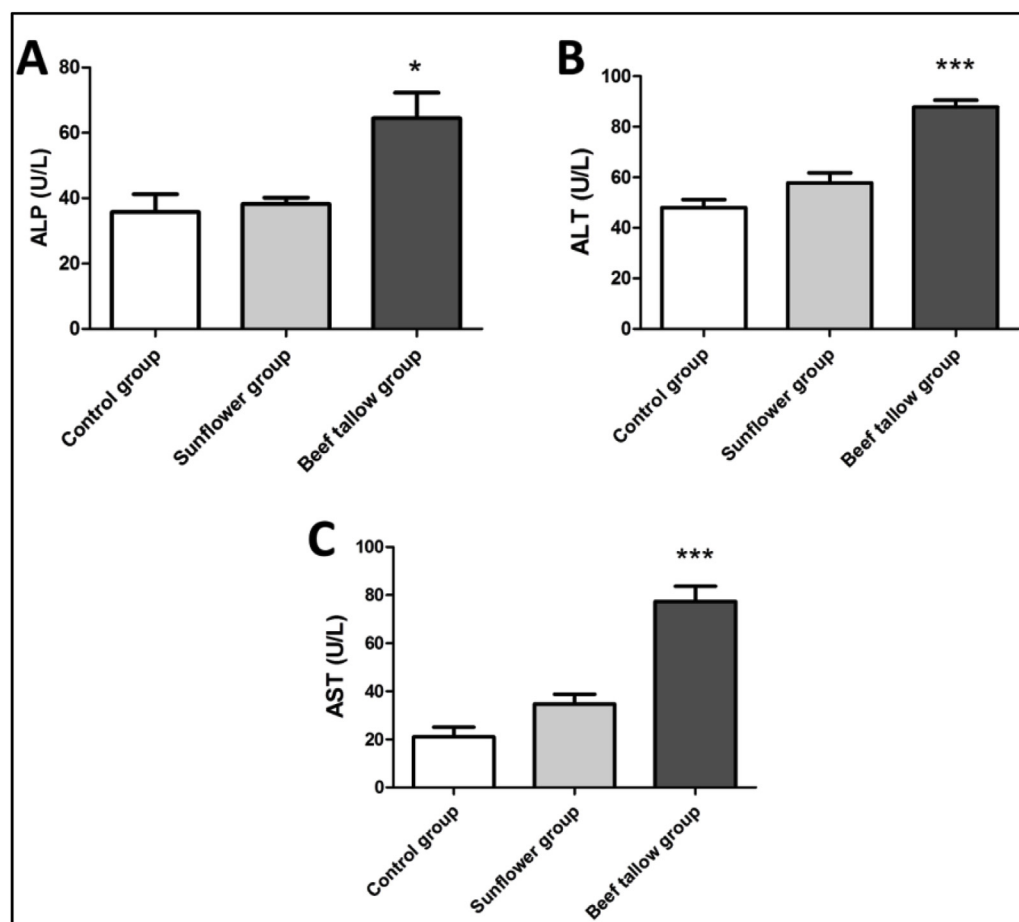 A
ALP (U/L)
80
60
40
20
0
*
Control group
Sunflower group
Beef tallow group
B
ALT (U/L)
100
80
60
40
20
0
***
Control group
Sunflower group
Beef tallow group
C
AST (U/L)
100
80
60
40
20
0
***
Control group
Sunflower group
Beef tallow group